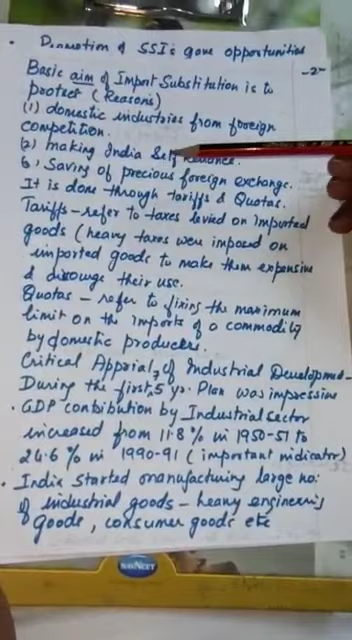 • Promotion of SSI's gave opportunities
-2-
Basic aim of Import Substitution is to
protect (Reasons)
(1) domestic industries from foreign
competition.
(2) making India Self Reliance.
6, Saving of precious foreign exchange.
It is done through tariffs & Quotas.
Tariffs - refer to taxes levied on imported
goods (heavy taxes were imposed on
imported goods to make them expensive
& discourage their use.
Quotas - refer to fixing the maximum
limit on the imports of a commodity
by domestic producers.
Critical Appraisal, Of Industrial Development-
During the first, 5 yr. Plan was impressive
• GDP contribution by Industrial sector
increased from 11.8% in 1950-51 to
24.6% in 1990-91 (important indicator)
• India started manufacturing large no:
of industrial goods - heavy engineering
goods, consumer goods etc
NAVNEET